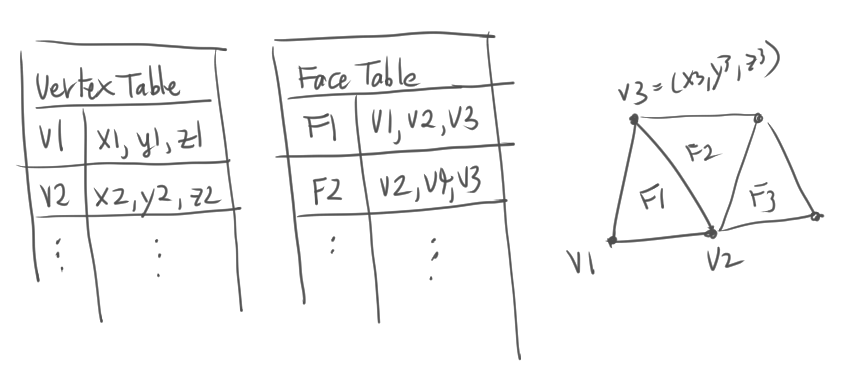 Vertex Table
V1 x1, y1, z1
V2 x2, y2, z2
⋮ ⋮
Face Table
F1 V1, V2, V3
F2 V2, V4, V3
⋮ ⋮
V3 = (x3, y3, z3)
F2
F1
F3
V1
V2